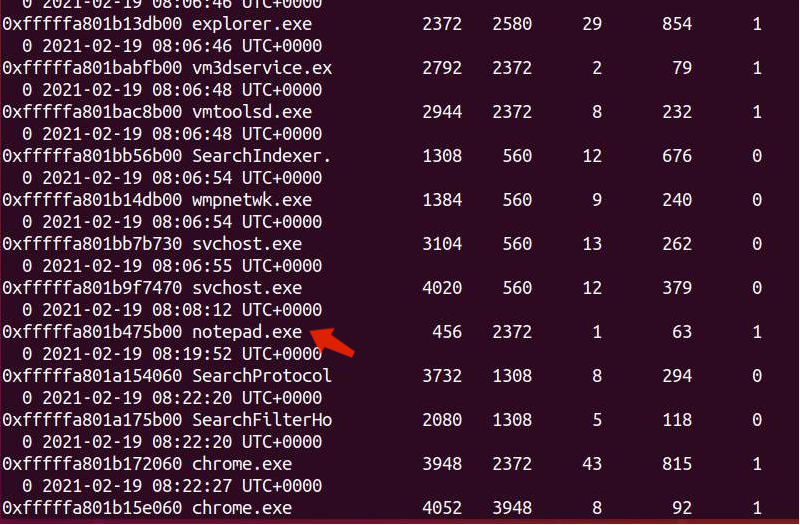 0 2021-02-19 08:06:46 UTC+0000
0xfffffa801b13db00 explorer.exe 2372 2580 29 854 1
0 2021-02-19 08:06:46 UTC+0000
0xfffffa801babfb00 vm3dservice.ex 2792 2372 2 79 1
0 2021-02-19 08:06:48 UTC+0000
0xfffffa801bac8b00 vmtoolsd.exe 2944 2372 8 232 1
0 2021-02-19 08:06:48 UTC+0000
0xfffffa801bb56b00 SearchIndexer. 1308 560 12 676 0
0 2021-02-19 08:06:54 UTC+0000
0xfffffa801b14db00 wmpnetwk.exe 1384 560 9 240 0
0 2021-02-19 08:06:54 UTC+0000
0xfffffa801bb7b730 svchost.exe 3104 560 13 262 0
0 2021-02-19 08:06:55 UTC+0000
0xfffffa801b9f7470 svchost.exe 4020 560 12 379 0
0 2021-02-19 08:08:12 UTC+0000
0xfffffa801b475b00 notepad.exe 456 2372 1 63 1
0 2021-02-19 08:19:52 UTC+0000
0xfffffa801a154060 SearchProtocol 3732 1308 8 294 0
0 2021-02-19 08:22:20 UTC+0000
0xfffffa801a175b00 SearchFilterHo 2080 1308 5 118 0
0 2021-02-19 08:22:20 UTC+0000
0xfffffa801b172060 chrome.exe 3948 2372 43 815 1
0 2021-02-19 08:22:27 UTC+0000
0xfffffa801b15e060 chrome.exe 4052 3948 8 92 1